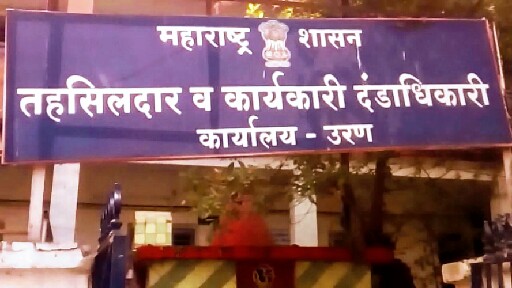 महाराष्ट्र शासन
तहसिलदार व कार्यकारी दंडाधिकारी
कार्यालय - उरण
ॐ